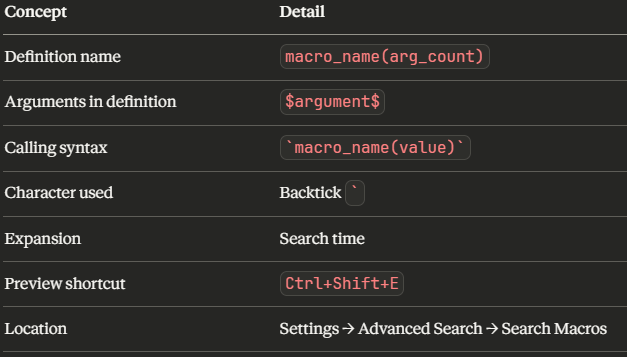 Concept Detail
Definition name macro_name(arg_count)
Arguments in definition $argument$
Calling syntax `macro_name(value)`
Character used Backtick `
Expansion Search time
Preview shortcut Ctrl+Shift+E
Location Settings → Advanced Search → Search Macros